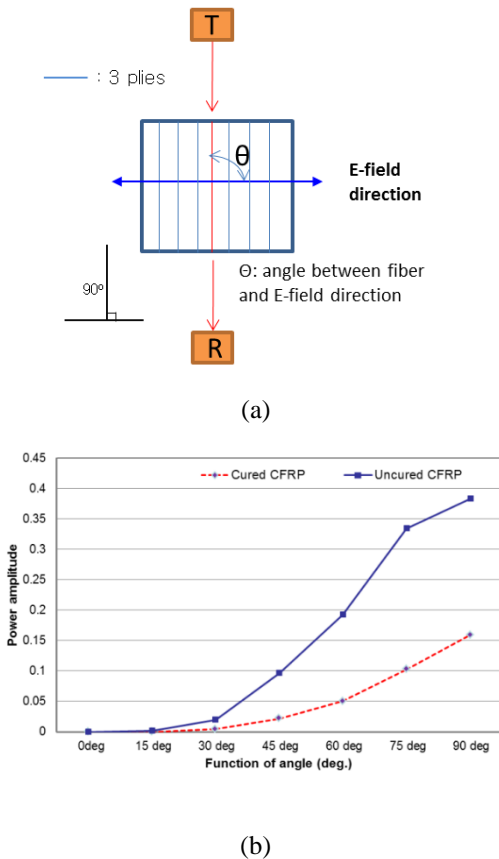 T
: 3 plies
θ
E-field
direction
Θ: angle between fiber
and E-field direction
90º
R
(a)
0.45
Cured CFRP
Uncured CFRP
0.4
0.35
0.3
0.25
0.2
0.15
0.1
0.05
0
Power amplitude
0deg 15 deg 30 deg 45 deg 60 deg 75 deg 90 deg
Function of angle (deg.)
(b)